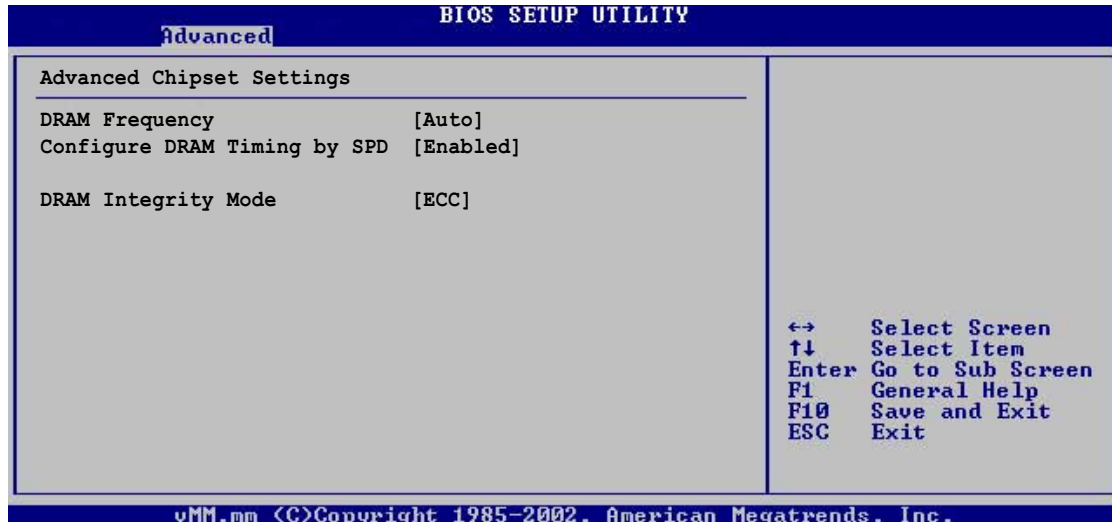 BIOS SETUP UTILITY
Advanced
Advanced Chipset Settings
DRAM Frequency [Auto]
Configure DRAM Timing by SPD [Enabled]
DRAM Integrity Mode [ECC]
←→ Select Screen
↑↓ Select Item
Enter Go to Sub Screen
F1 General Help
F10 Save and Exit
ESC Exit
vMM.mm (C)Copyright 1985-2002, American Megatrends, Inc.